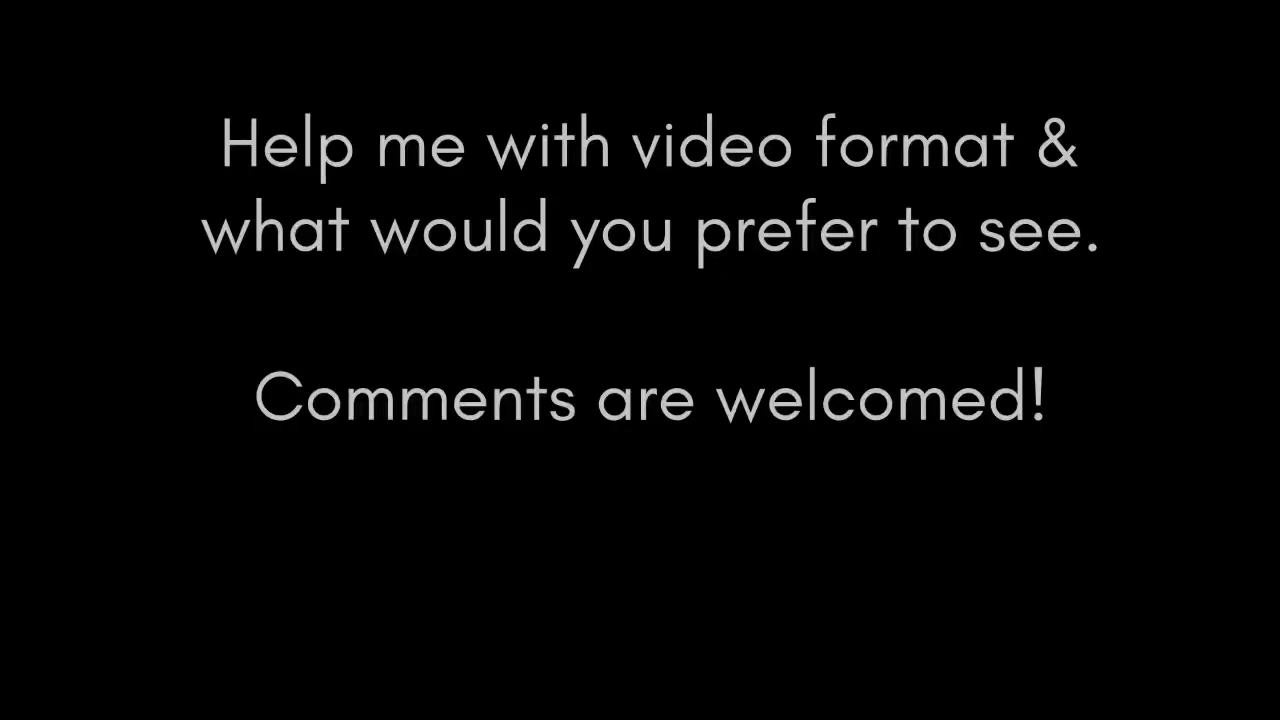 Help me with video format &
what would you prefer to see.
Comments are welcomed!